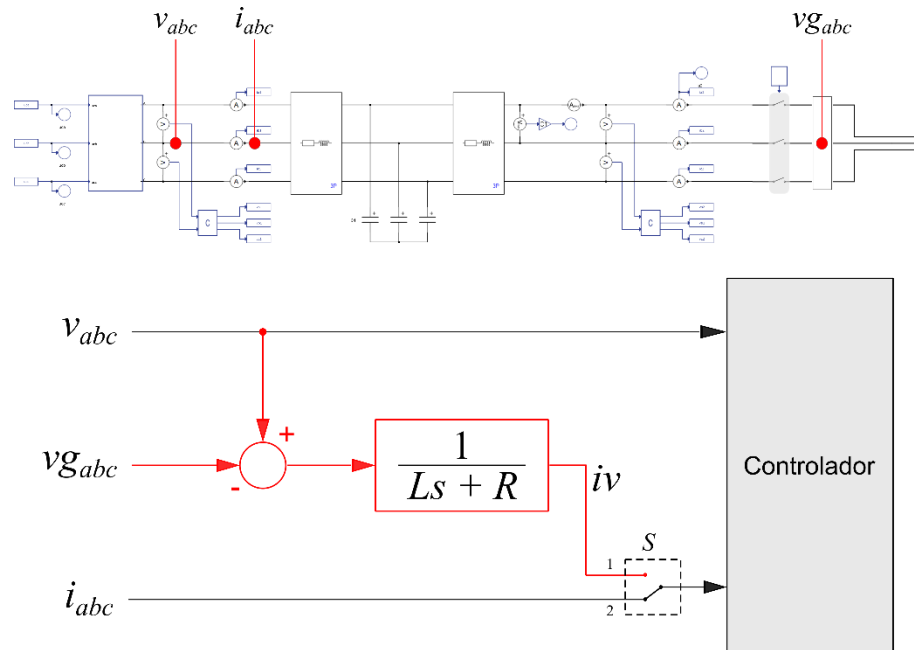 v_abc i_abc vg_abc
A
V
V
A
A
3P
3P
A
A
A
V
V
C
C
v_abc
+
vg_abc
-
1
Ls + R
iv
S
1
2
i_abc
Controlador